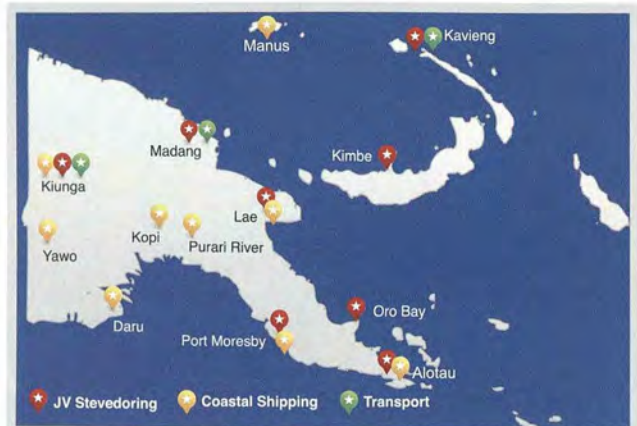 Manus
Kavieng
Madang
Kimbe
Kiunga
Lae
Kopi
Purari River
Yawo
Oro Bay
Daru
Port Moresby
Alotau
JV Stevedoring Coastal Shipping Transport